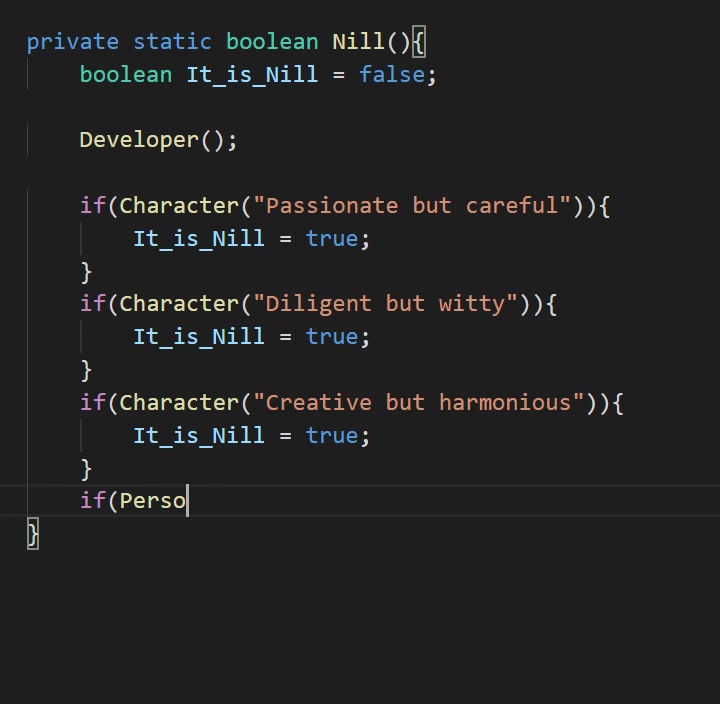 private static boolean Nill(){
    boolean It_is_Nill = false;

    Developer();

    if(Character("Passionate but careful")){
        It_is_Nill = true;
    }
    if(Character("Diligent but witty")){
        It_is_Nill = true;
    }
    if(Character("Creative but harmonious")){
        It_is_Nill = true;
    }
    if(Perso
}